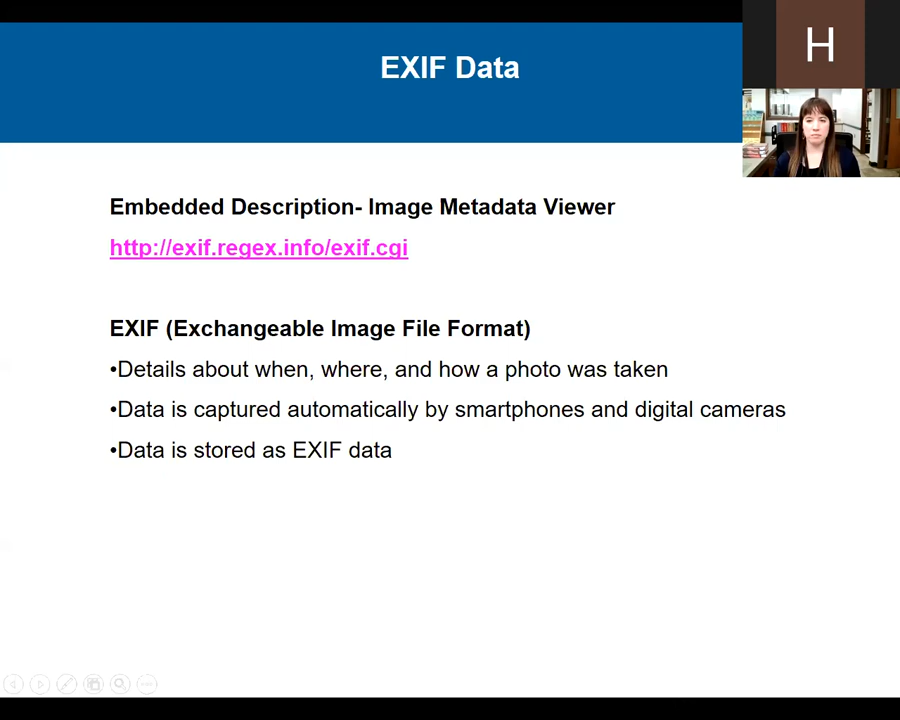 EXIF Data
H
Embedded Description- Image Metadata Viewer
http://exif.regex.info/exif.cgi
EXIF (Exchangeable Image File Format)
•Details about when, where, and how a photo was taken
•Data is captured automatically by smartphones and digital cameras
•Data is stored as EXIF data